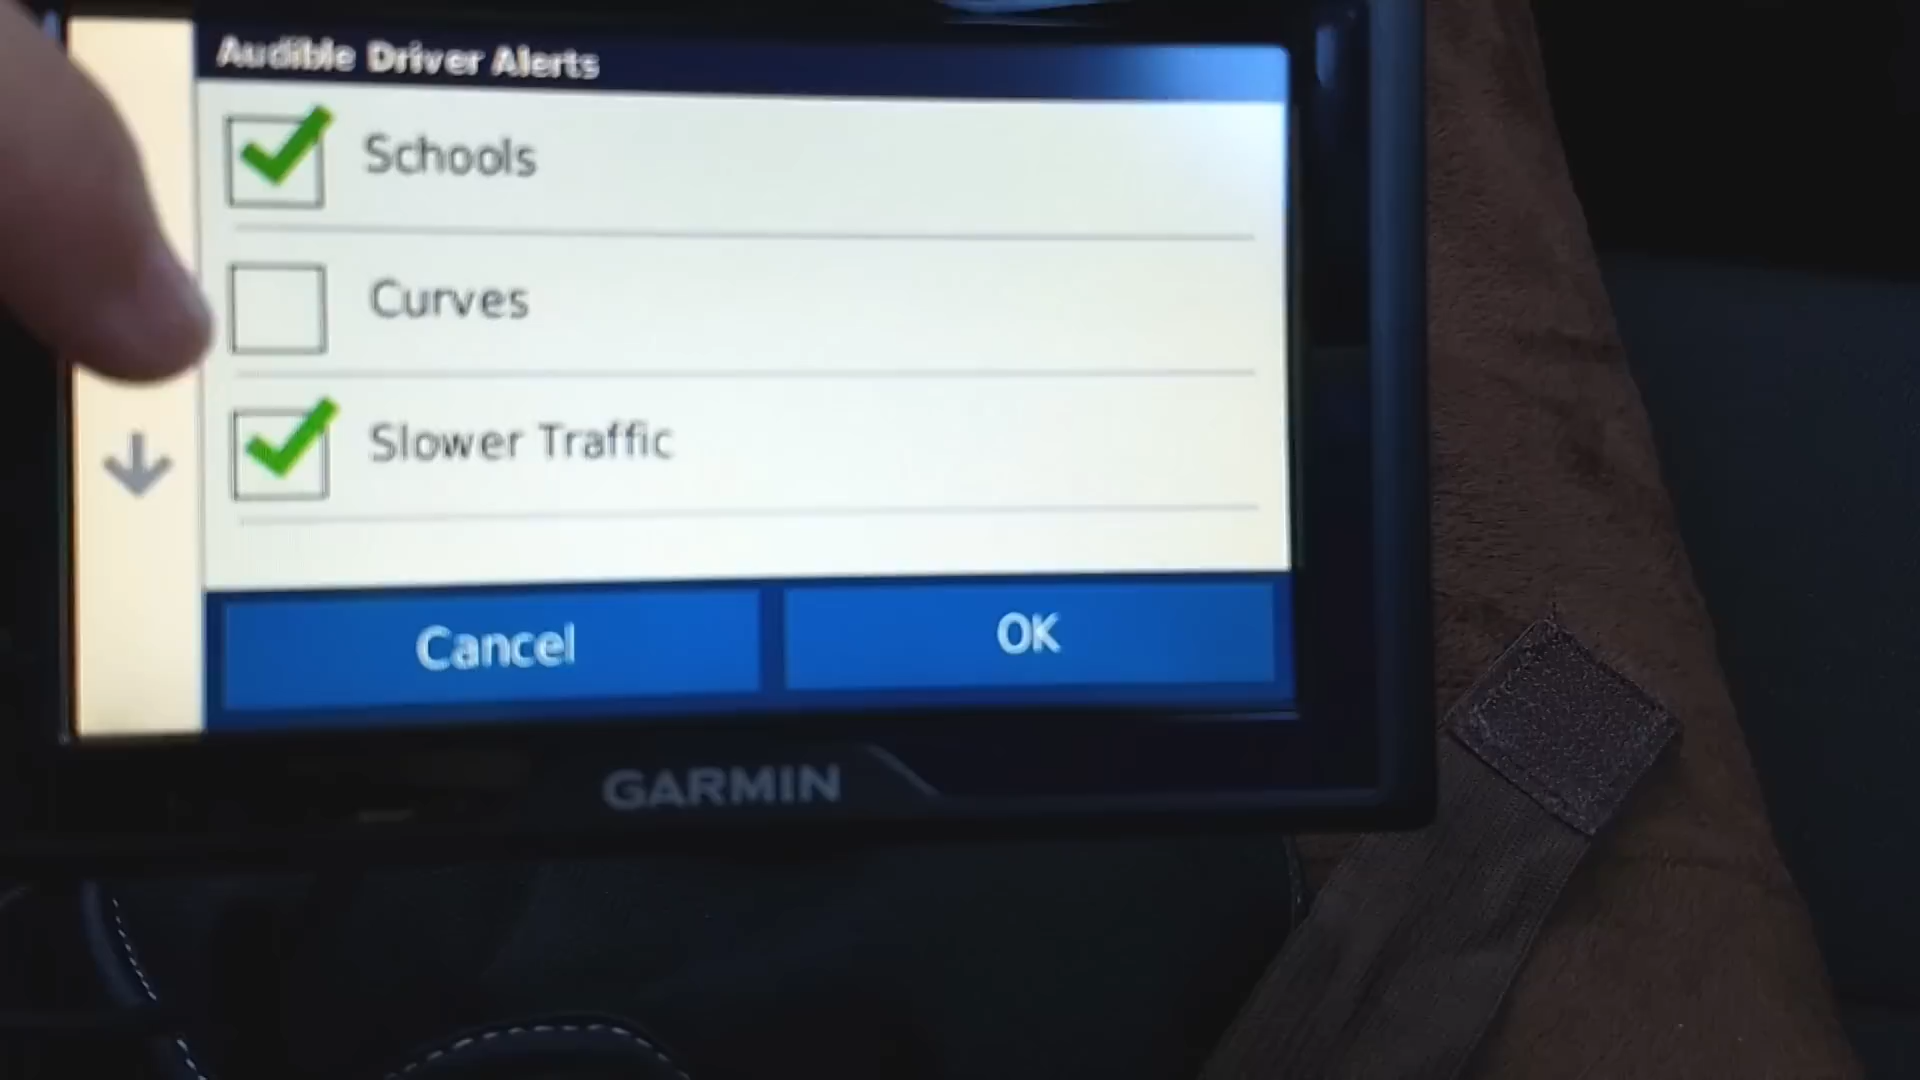 Audible Driver Alerts
Schools
Curves
Slower Traffic
Cancel
OK
GARMIN